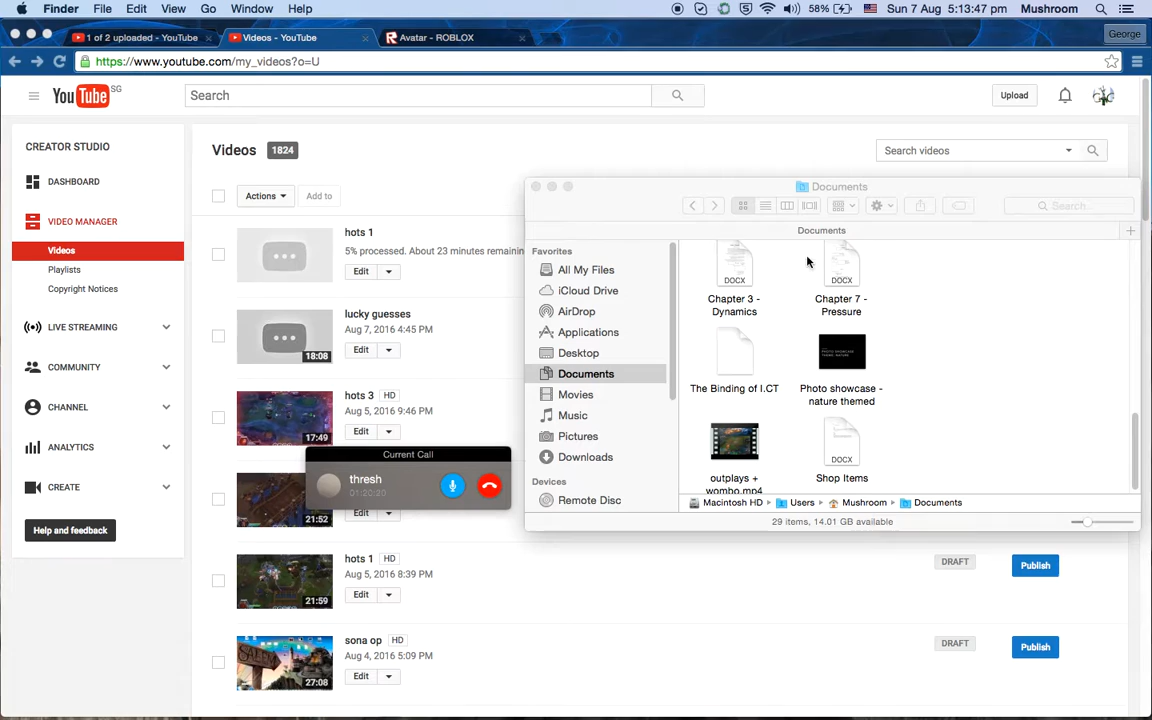 Finder File Edit View Go Window Help 58% Sun 7 Aug 5:13:47 pm Mushroom
1 of 2 uploaded - YouTube Videos - YouTube Avatar - ROBLOX George
https://www.youtube.com/my_videos?o=U
YouTube SG Search Upload
CREATOR STUDIO
DASHBOARD
VIDEO MANAGER
Videos
Playlists
Copyright Notices
LIVE STREAMING
COMMUNITY
CHANNEL
ANALYTICS
CREATE
Help and feedback
Videos 1824 Search videos
Actions Add to
hots 1
5% processed. About 23 minutes remainin
Edit
lucky guesses
Aug 7, 2016 4:45 PM
18:08
Edit
hots 3 HD
Aug 5, 2016 9:46 PM
17:49
Edit
21:52
Edit
hots 1 HD
Aug 5, 2016 8:39 PM
21:59
Edit
DRAFT Publish
sona op HD
Aug 4, 2016 5:09 PM
27:08
Edit
DRAFT Publish
Current Call
thresh
01:20:20
Documents
Search
Documents
Favorites
All My Files
iCloud Drive
AirDrop
Applications
Desktop
Documents
Movies
Music
Pictures
Downloads
Devices
Remote Disc
DOCX DOCX
Chapter 3 -
Dynamics
Chapter 7 -
Pressure
PHOTO SHOWCASE
The Binding of I.CT
Photo showcase -
nature themed
DOCX
outplays +
wombo.mp4
Shop Items
Macintosh HD Users Mushroom Documents
29 items, 14.01 GB available